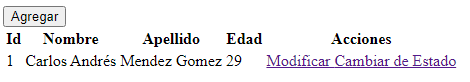 Agregar
Id Nombre Apellido Edad Acciones
1 Carlos Andrés Mendez Gomez 29 Modificar Cambiar de Estado